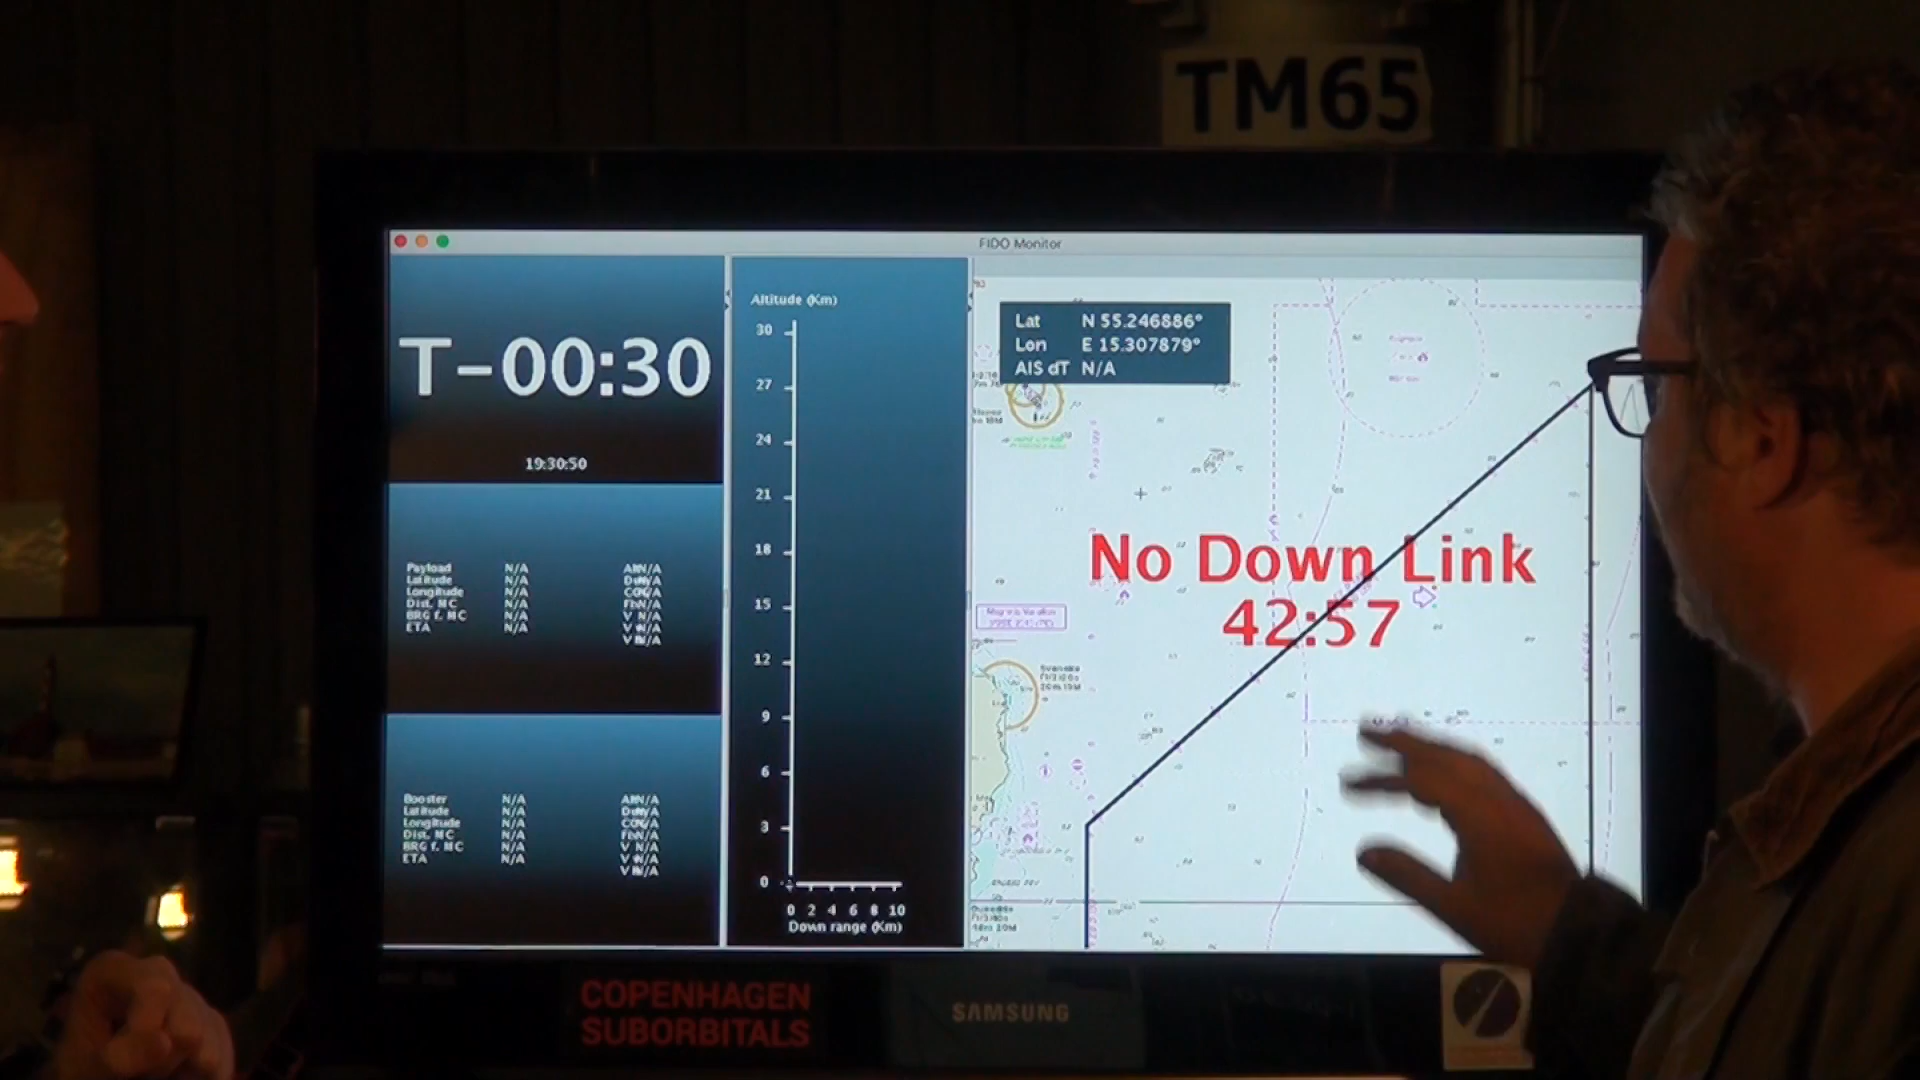 TM65
FIDO Monitor
T-00:30
19:30:50
Altitude (Km)
30
27
24
21
18
15
12
9
6
3
0
0 2 4 6 8 10
Down range (Km)
Lat N 55.246886°
Lon E 15.307879°
AIS dT N/A
No Down Link
42:57
Payload N/A
Latitude N/A
Longitude N/A
Dist. MC N/A
BRG f. MC N/A
ETA N/A
Booster N/A
Latitude N/A
Longitude N/A
Dist. MC N/A
BRG f. MC N/A
ETA N/A
COPENHAGEN
SUBORBITALS
SAMSUNG